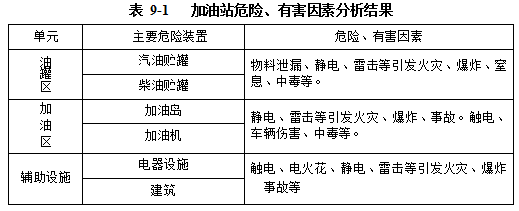 表 9-1 加油站危险、有害因素分析结果
单元
主要危险装置
危险、有害因素
油罐区
汽油贮罐
柴油贮罐
物料泄漏、静电、雷击等引发火灾、爆炸、窒
息、中毒等。
加油区
加油岛
加油机
静电、雷击等引发火灾、爆炸、事故。触电、
车辆伤害、中毒等。
辅助设施
电器设施
建筑
触电、电火花、静电、雷击等引发火灾、爆炸
事故等